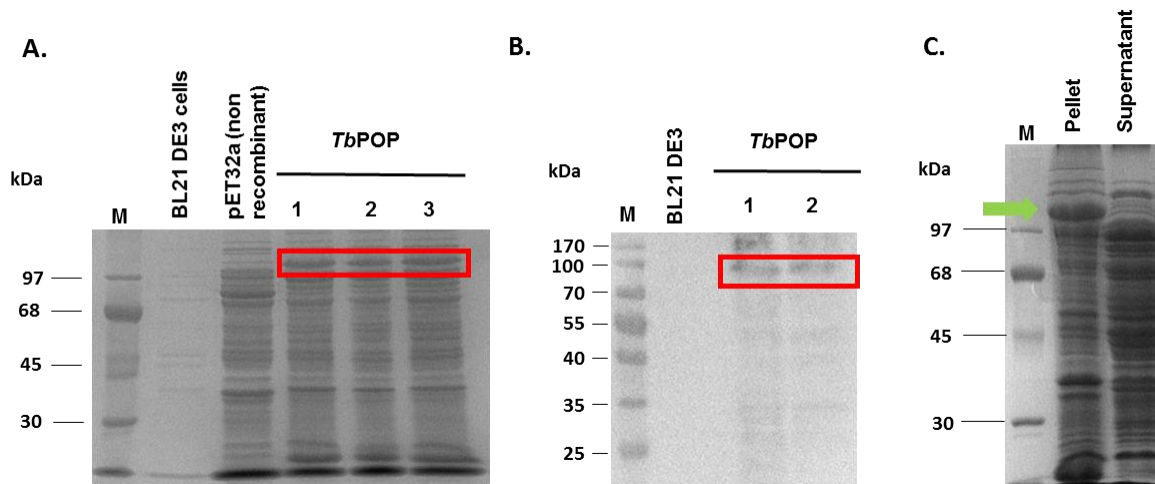 A.
BL21 DE3 cells
pET32a (non
recombinant)
TbPOP
kDa
M
1 2 3
97
68
45
30
B.
BL21 DE3
TbPOP
kDa
M
1 2
170
100
70
55
40
35
25
C.
Pellet
Supernatant
M
kDa
97
68
45
30